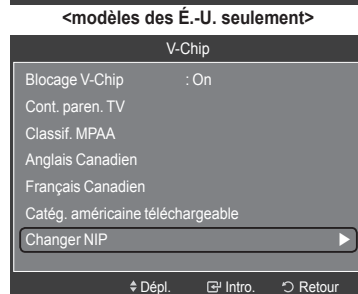 <modèles des É.-U. seulement>
V-Chip
Blocage V-Chip : On
Cont. paren. TV
Classif. MPAA
Anglais Canadien
Français Canadien
Catég. américaine téléchargeable
Changer NIP ►
Dépl. Intro. Retour